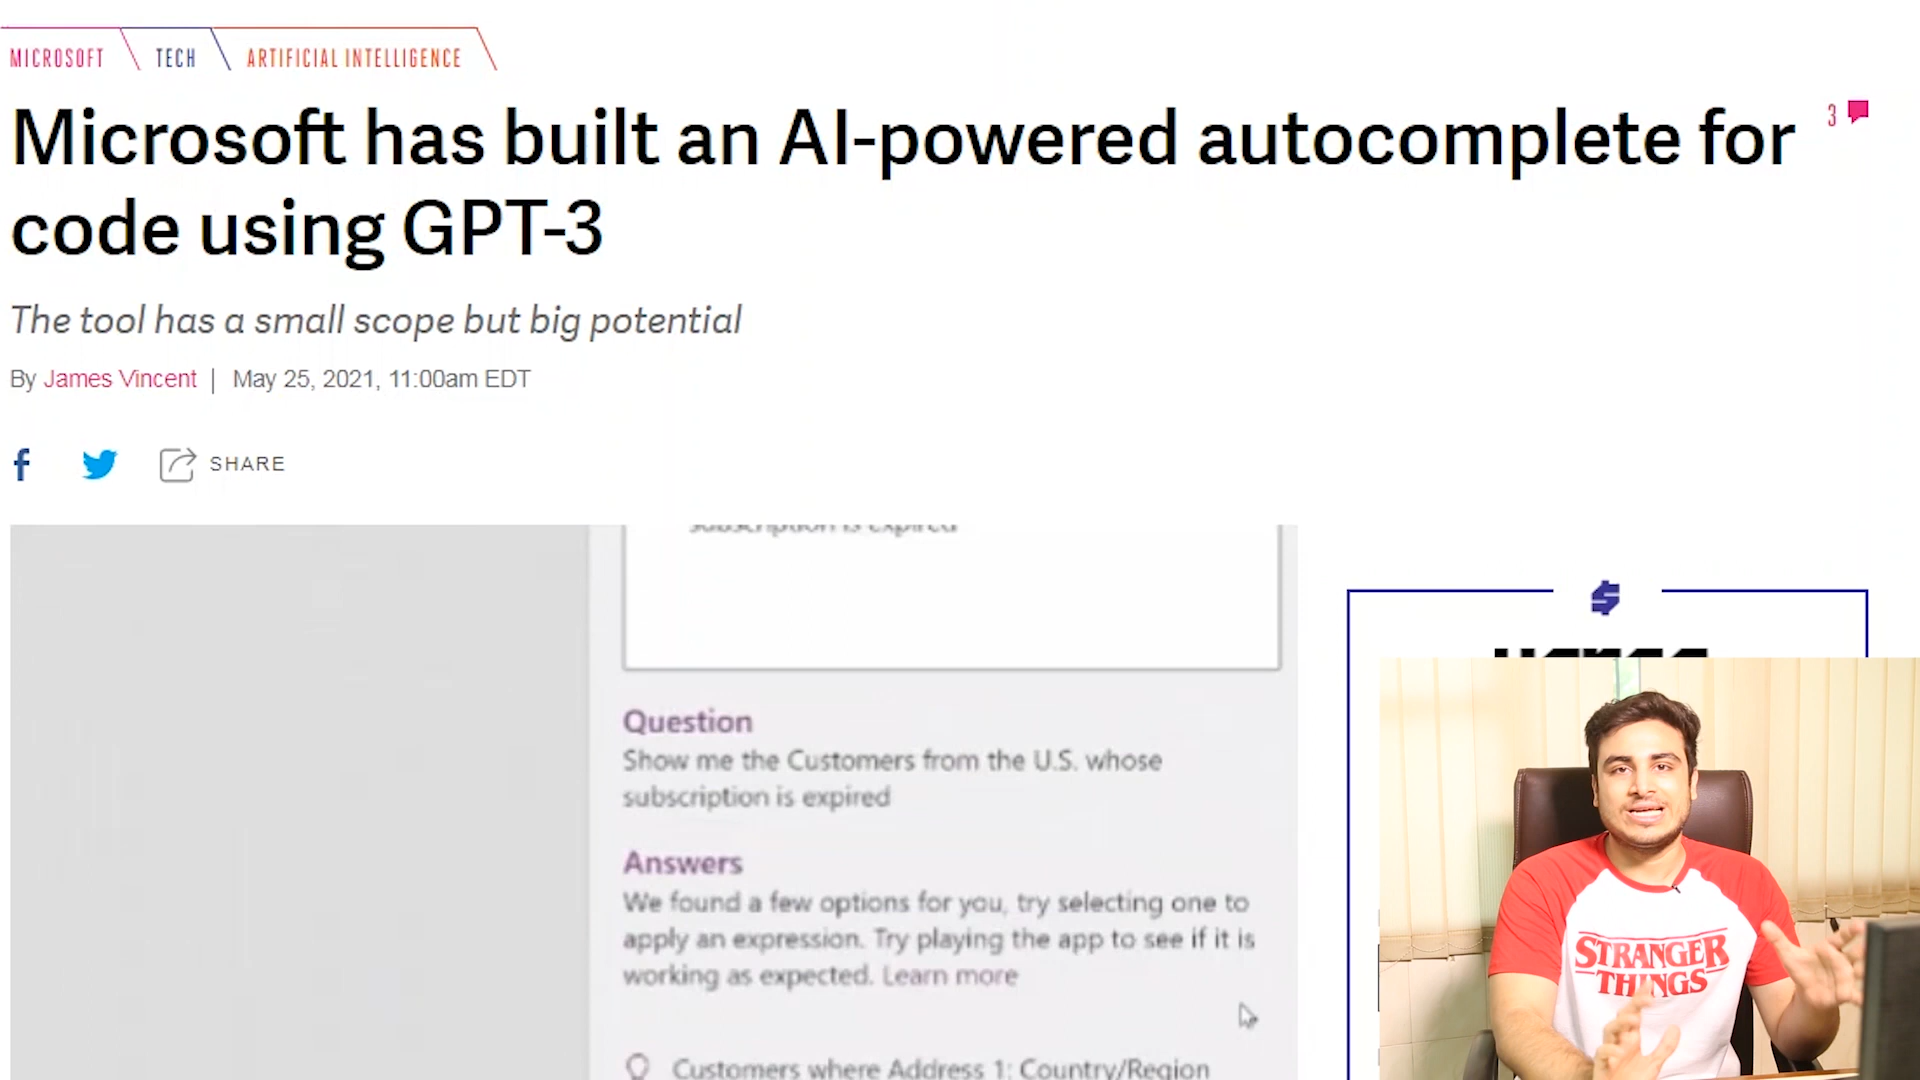 MICROSOFT TECH ARTIFICIAL INTELLIGENCE
Microsoft has built an AI-powered autocomplete for
code using GPT-3
3
The tool has a small scope but big potential
By James Vincent | May 25, 2021, 11:00am EDT
SHARE
subscription is expired
Question
Show me the Customers from the U.S. whose
subscription is expired
Answers
We found a few options for you, try selecting one to
apply an expression. Try playing the app to see if it is
working as expected. Learn more
Customers where Address 1: Country/Region
STRANGER
THINGS